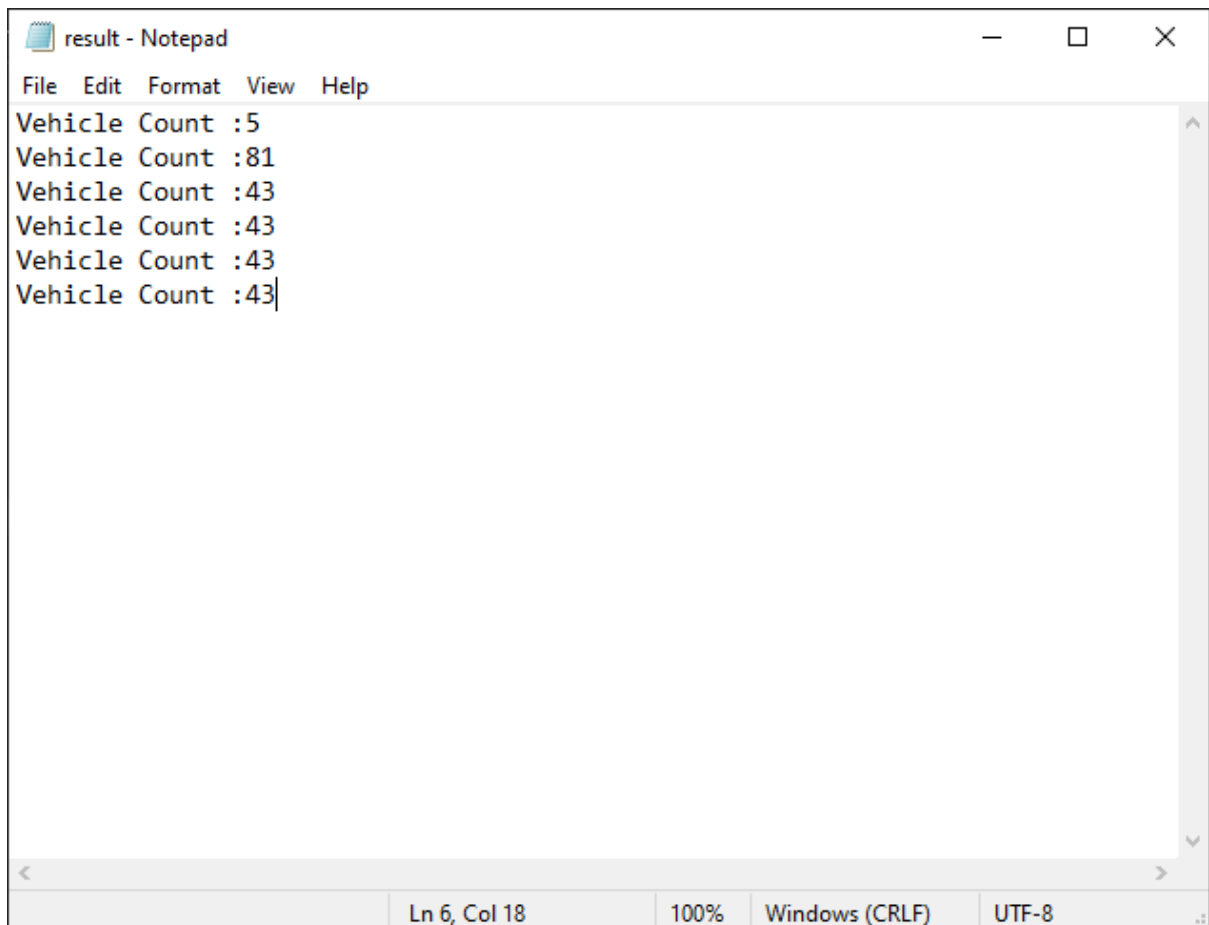 result - Notepad
File Edit Format View Help
Vehicle Count :5
Vehicle Count :81
Vehicle Count :43
Vehicle Count :43
Vehicle Count :43
Vehicle Count :43
Ln 6, Col 18 100% Windows (CRLF) UTF-8